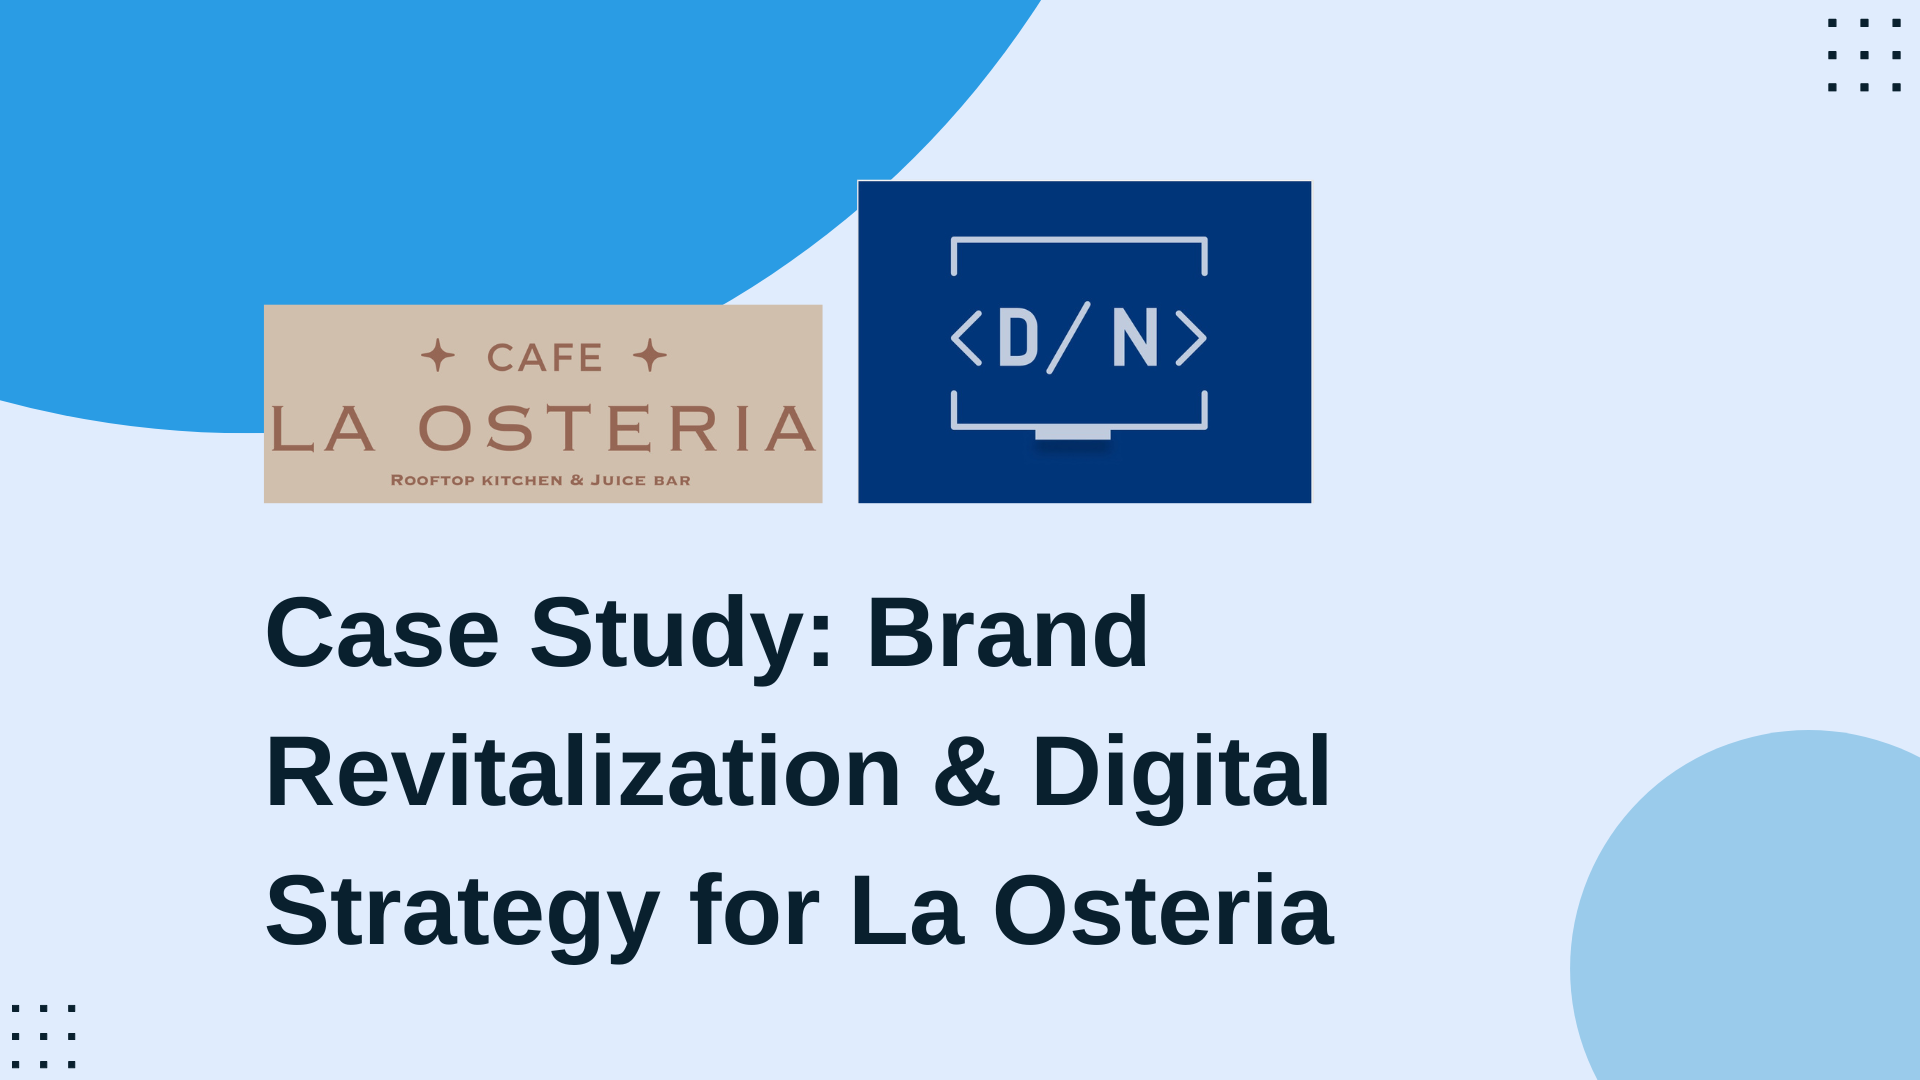 CAFE
LA OSTERIA
Rooftop kitchen & Juice bar
<D/N>
Case Study: Brand
Revitalization & Digital
Strategy for La Osteria